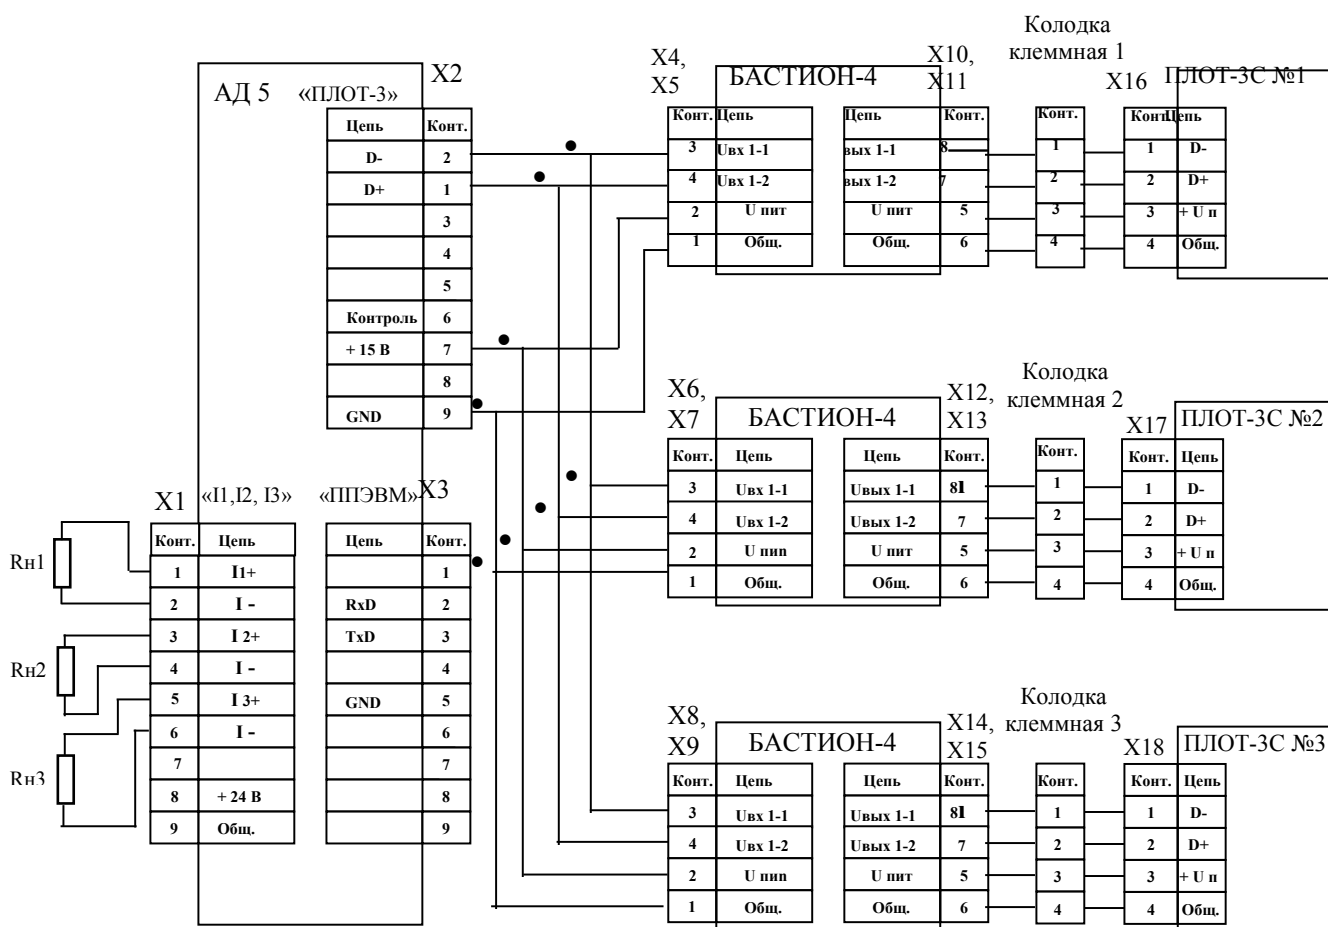 Колодка
клеммная 1
X4,
X5
БАСТИОН-4
X10,
X11
X16
ПЛОТ-3С №1
X2
АД 5
«ПЛОТ-3»
Цепь Конт.
D- 2
D+ 1
3
4
5
Контроль 6
+ 15 В 7
8
GND 9
Конт. Цепь Цепь Конт. Конт. Конт. Цепь
3 Uвх 1-1 вых 1-1 8 1 1 D-
4 Uвх 1-2 вых 1-2 7 2 2 D+
2 U пит U пит 5 3 3 + U п
1 Общ. Общ. 6 4 4 Общ.
Колодка
клеммная 2
X6,
X7
БАСТИОН-4
X12,
X13
X17
ПЛОТ-3С №2
Конт. Цепь Цепь Конт. Конт. Конт. Цепь
3 Uвх 1-1 Uвых 1-1 8I 1 1 D-
4 Uвх 1-2 Uвых 1-2 7 2 2 D+
2 U пип U пит 5 3 3 + U п
1 Общ. Общ. 6 4 4 Общ.
X1
«I1,I2, I3»
«ППЭВМ»
X3
Конт. Цепь Цепь Конт.
1 I1+ 1
2 I - RxD 2
3 I 2+ TxD 3
4 I - 4
5 I 3+ GND 5
6 I - 6
7 7
8 + 24 В 8
9 Общ. 9
Rн1
Rн2
Rн3
Колодка
клеммная 3
X8,
X9
БАСТИОН-4
X14,
X15
X18
ПЛОТ-3С №3
Конт. Цепь Цепь Конт. Конт. Конт. Цепь
3 Uвх 1-1 Uвых 1-1 8I 1 1 D-
4 Uвх 1-2 Uвых 1-2 7 2 2 D+
2 U пип U пит 5 3 3 + U п
1 Общ. Общ. 6 4 4 Общ.